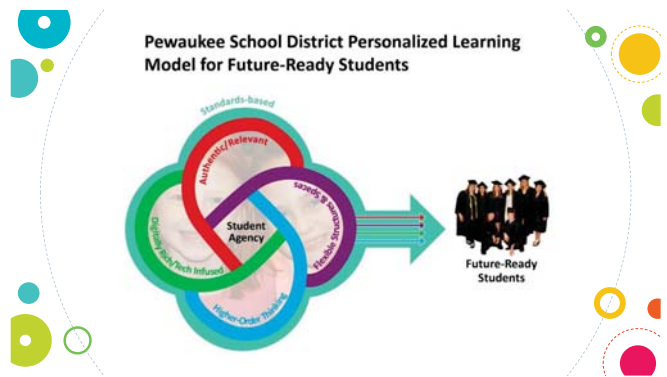 Pewaukee School District Personalized Learning
Model for Future-Ready Students
Standards-based
Authentic/Relevant
Flexible Structures & Spaces
Student
Agency
Digitally Rich/Tech Infused
Higher-Order Thinking
Future-Ready
Students